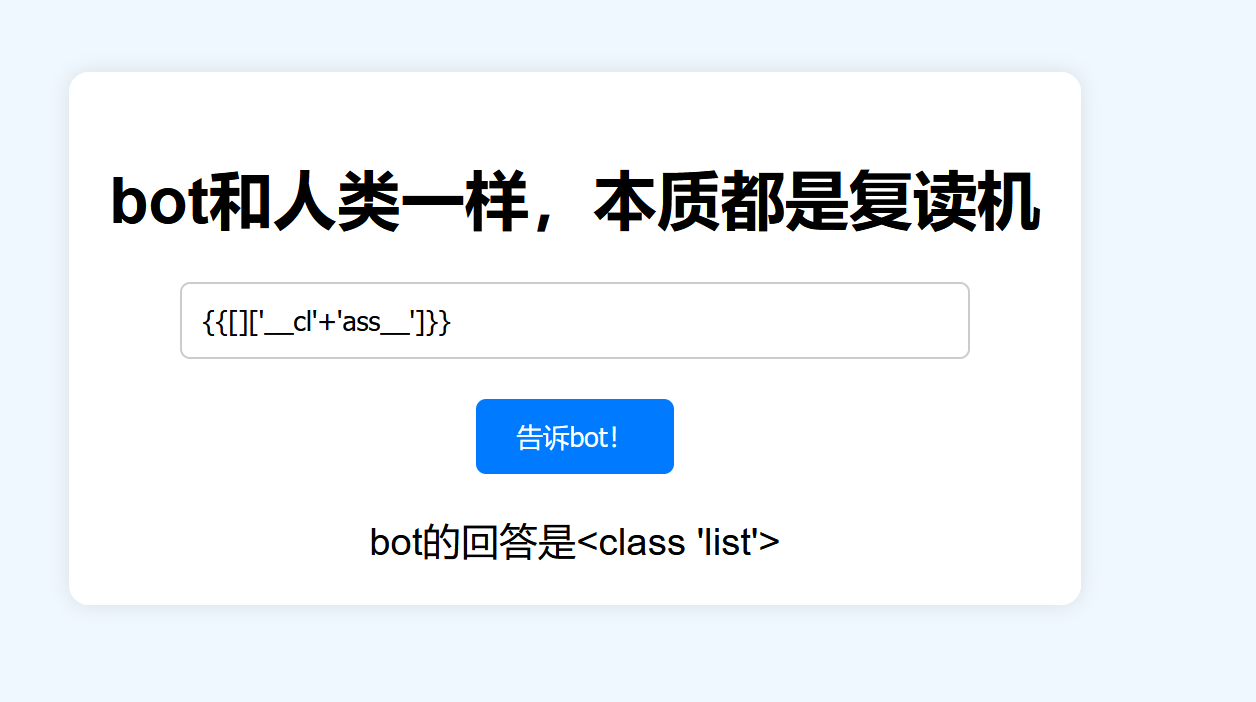 bot和人类一样，本质都是复读机
{{[]['__cl'+'ass__']}}
告诉bot！
bot的回答是<class 'list'>